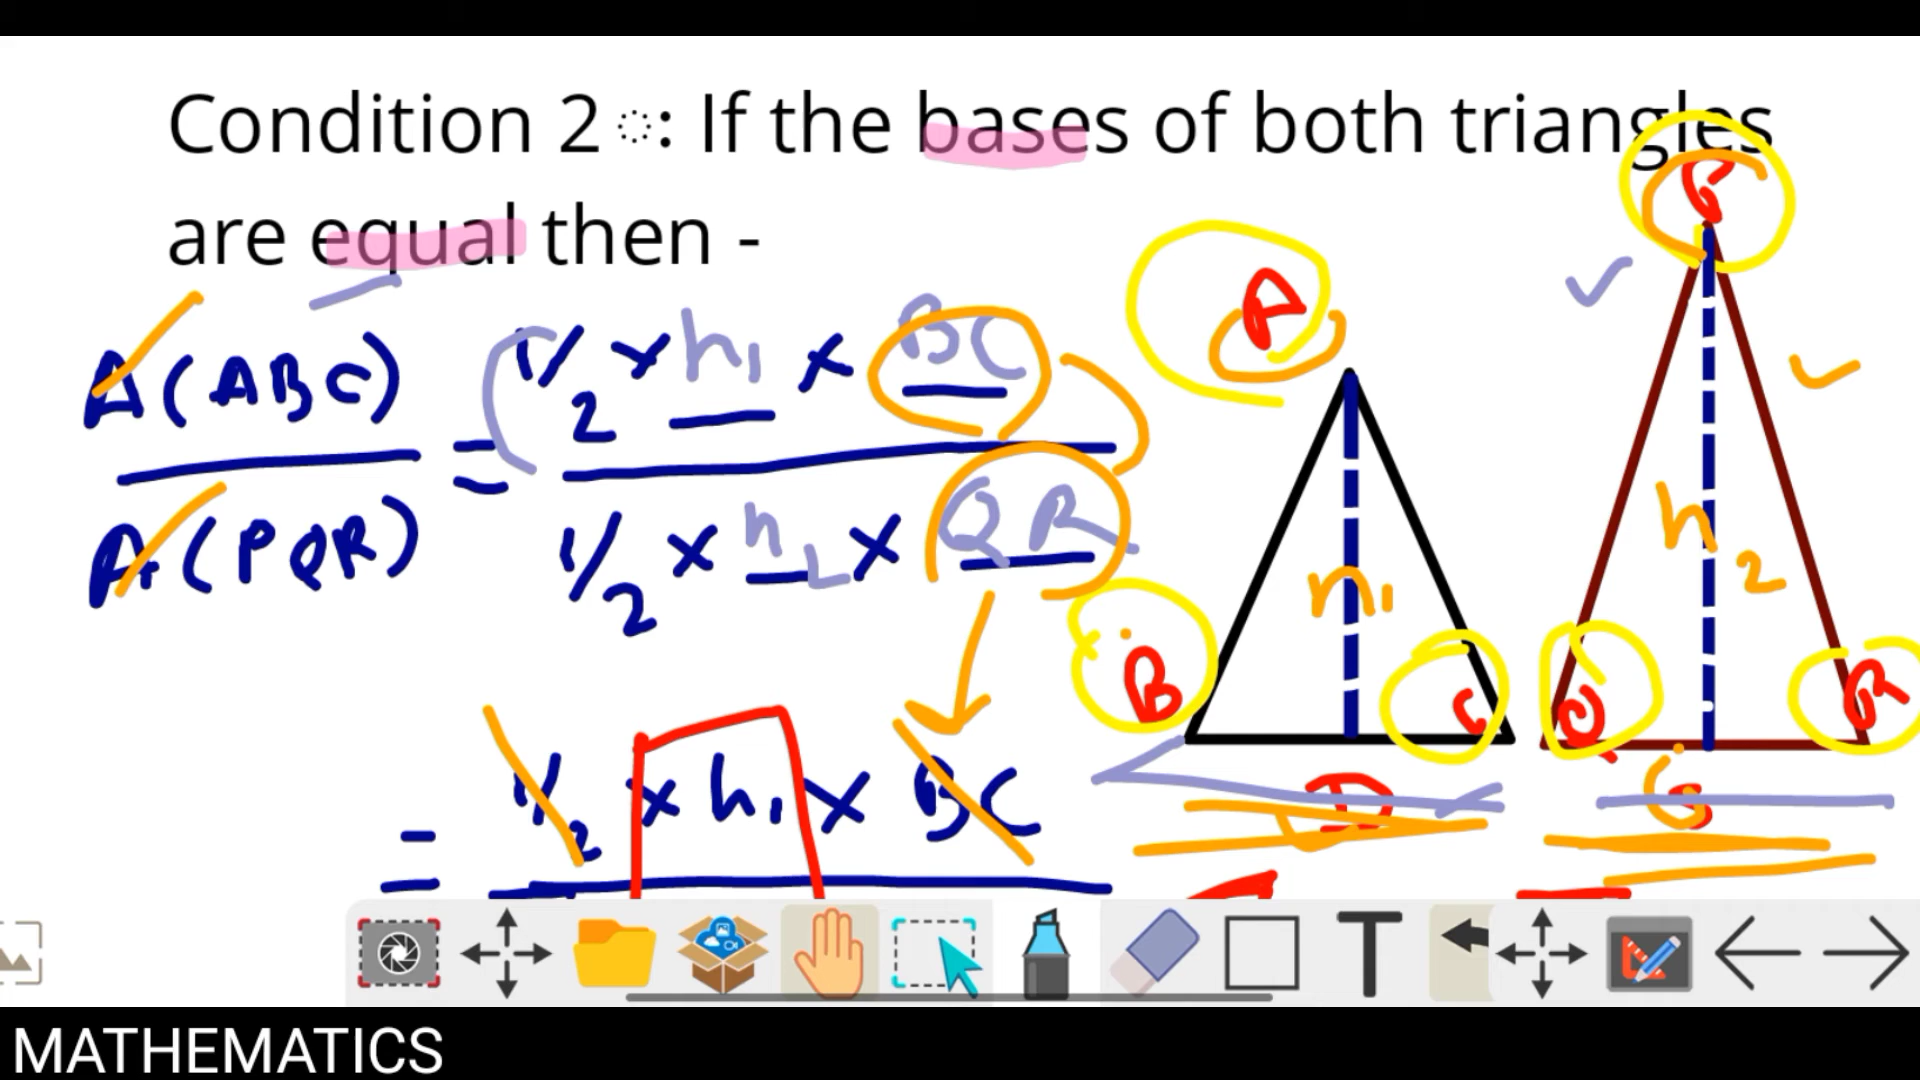 Condition 2 ः If the bases of both triangles
are equal then -
A(ABC) = 1/2 × h1 × BC
A(PQR) 1/2 × h2 × QR
= 1/2 × h1 × BC
A
B
C
h1
D
Q
R
h2
G
T
MATHEMATICS